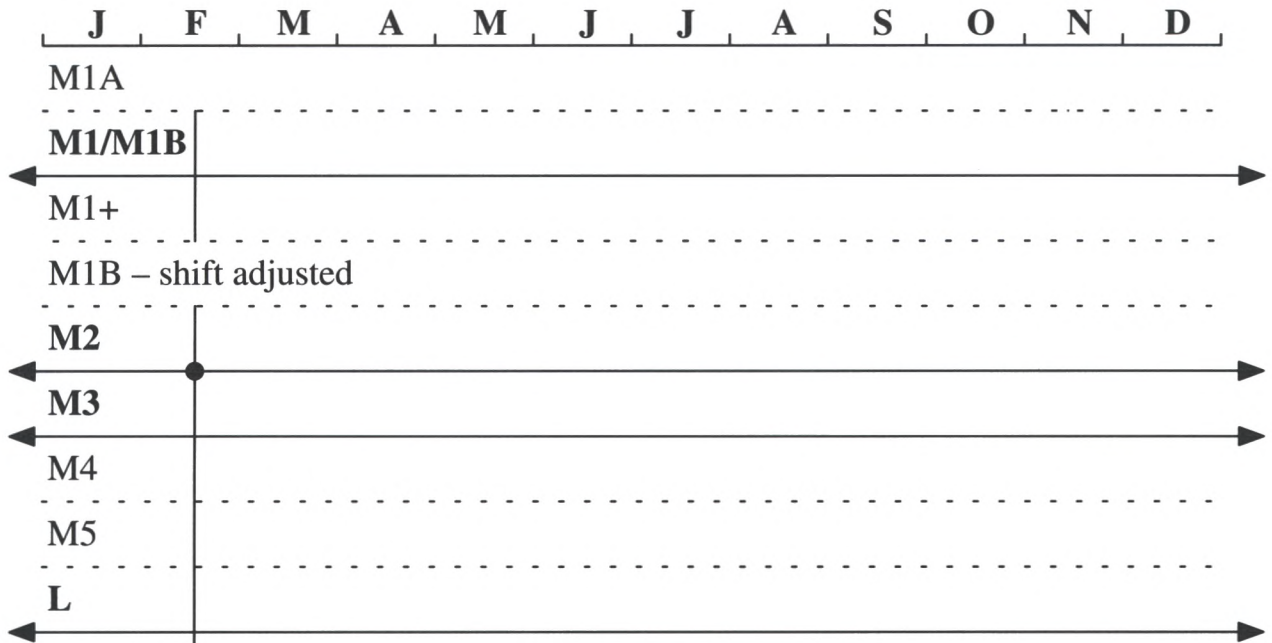 J F M A M J J A S O N D
M1A
M1/M1B
M1+
M1B – shift adjusted
M2
M3
M4
M5
L